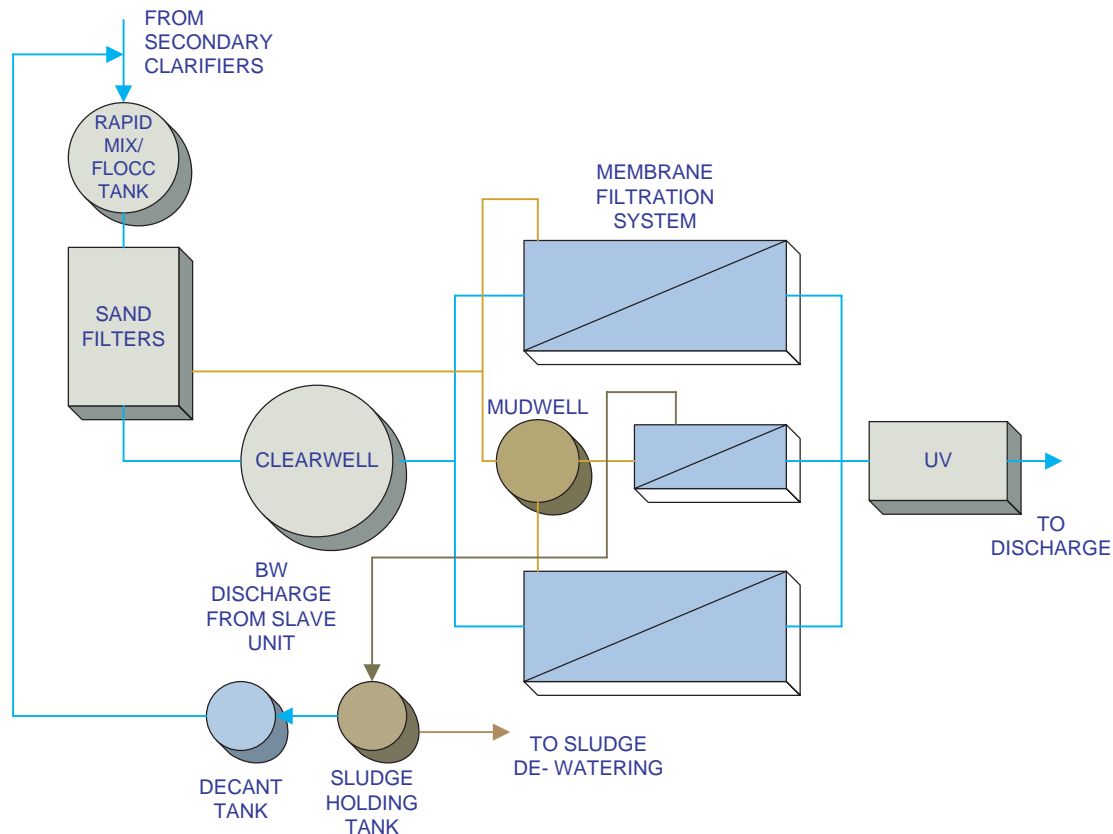 FROM
SECONDARY
CLARIFIERS
RAPID
MIX/
FLOCC
TANK
MEMBRANE
FILTRATION
SYSTEM
SAND
FILTERS
MUDWELL
CLEARWELL
UV
TO
DISCHARGE
BW
DISCHARGE
FROM SLAVE
UNIT
TO SLUDGE
DE- WATERING
DECANT
TANK
SLUDGE
HOLDING
TANK